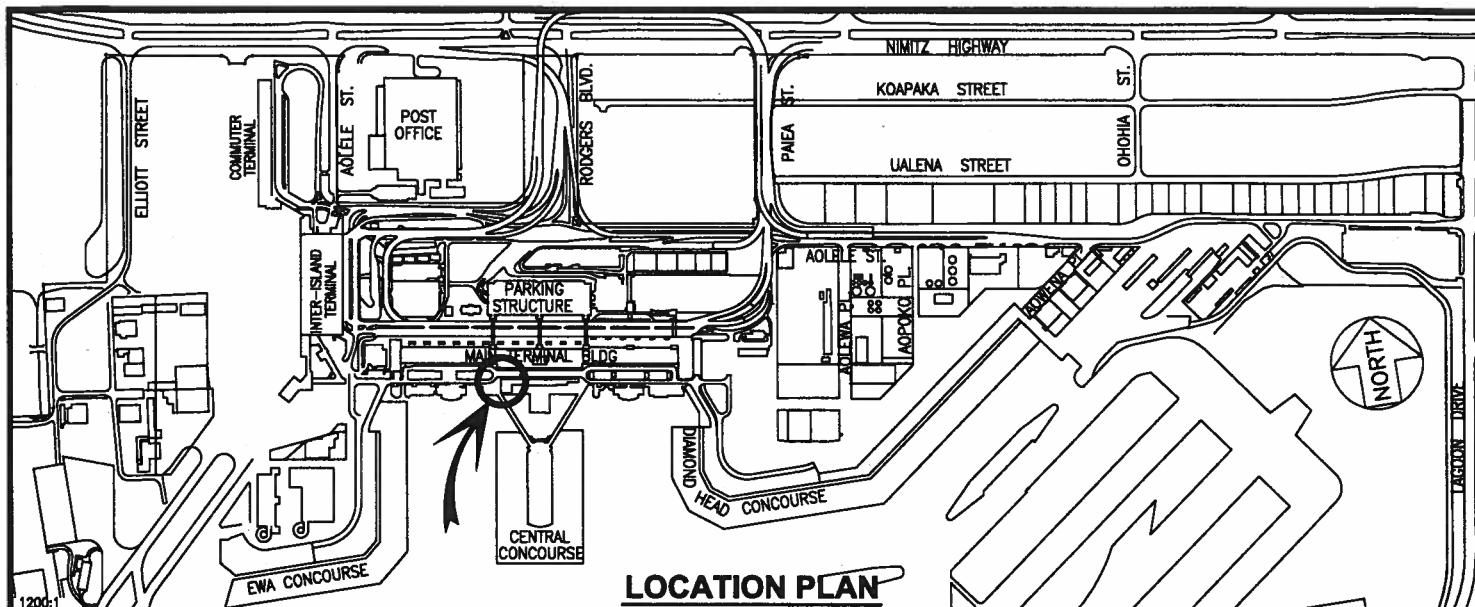 NIMITZ HIGHWAY
KOAPAKA STREET
UALENA STREET
ELLIOTT STREET
COMMUTER
TERMINAL
AOLELE ST.
POST
OFFICE
RODGERS BLVD.
PAIEA ST.
OHOHIA ST.
INTER-ISLAND
TERMINAL
PARKING
STRUCTURE
MAIN TERMINAL BLDG
AOLELE ST.
AOLEWA PL.
AOPOKO PL.
AOWENA PL.
NORTH
LAGOON DRIVE
DIAMOND
HEAD CONCOURSE
CENTRAL
CONCOURSE
EWA CONCOURSE
LOCATION PLAN
1200:1